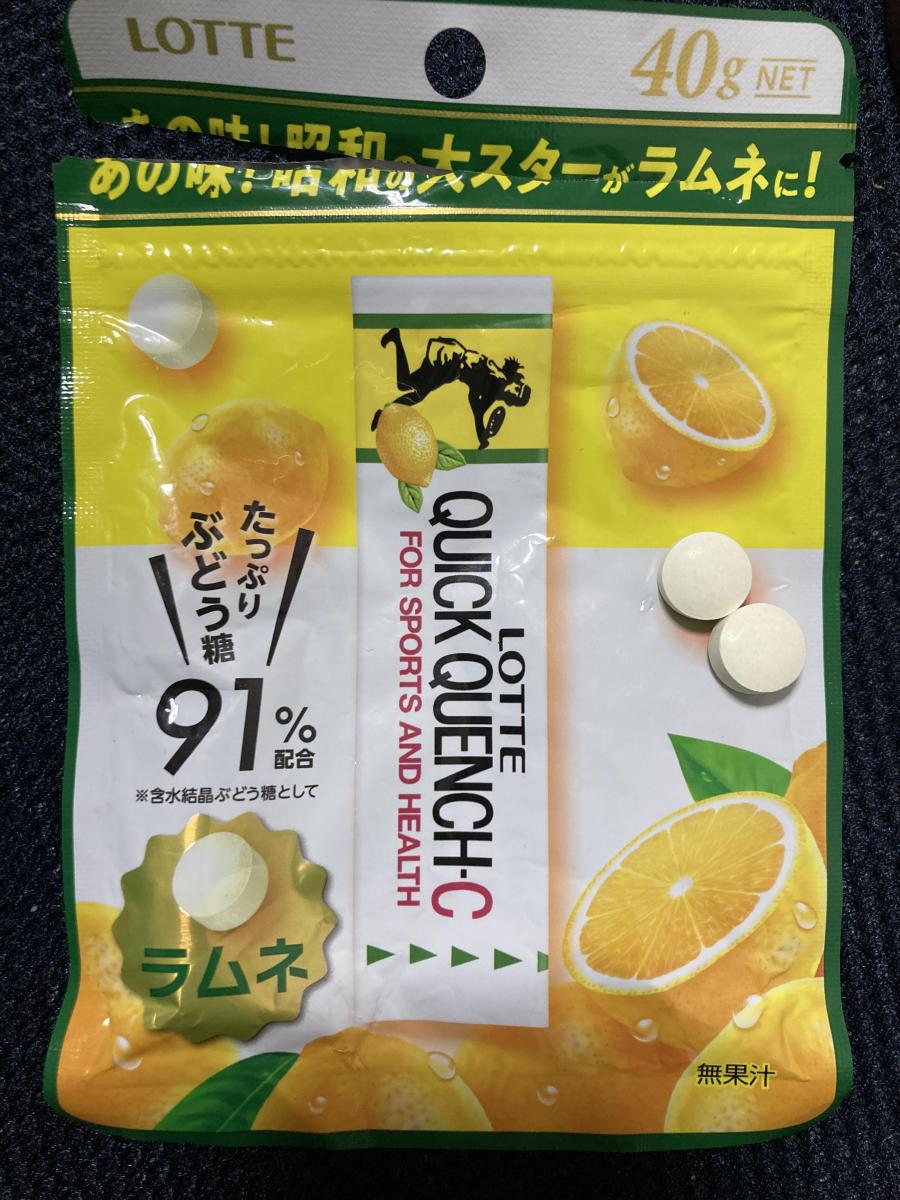 LOTTE
40g NET
あの味!昭和の大スターがラムネに!
たっぷり
ぶどう糖
91%
配合
※含水結晶ぶどう糖として
ラムネ
LOTTE
QUICK QUENCH-C
FOR SPORTS AND HEALTH
無果汁